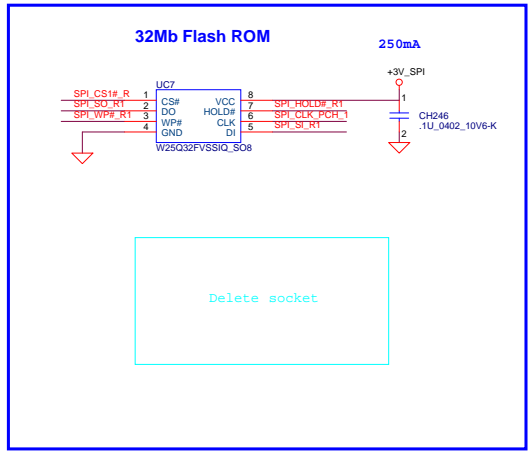 32Mb Flash ROM
250mA
+3V_SPI
UC7
SPI_CS1#_R 1 CS# VCC 8
SPI_SO_R1 2 DO HOLD# 7 SPI_HOLD#_R1
SPI_WP#_R1 3 WP# CLK 6 SPI_CLK_PCH_1
4 GND DI 5 SPI_SI_R1
W25Q32FVSSIQ_SO8
1
CH246
.1U_0402_10V6-K
2
Delete socket